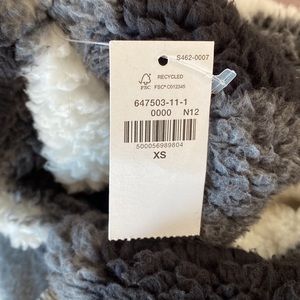 S462-0007
RECYCLED
FSC FSC® C012345
647503-11-1
0000 N12
500056989804
XS